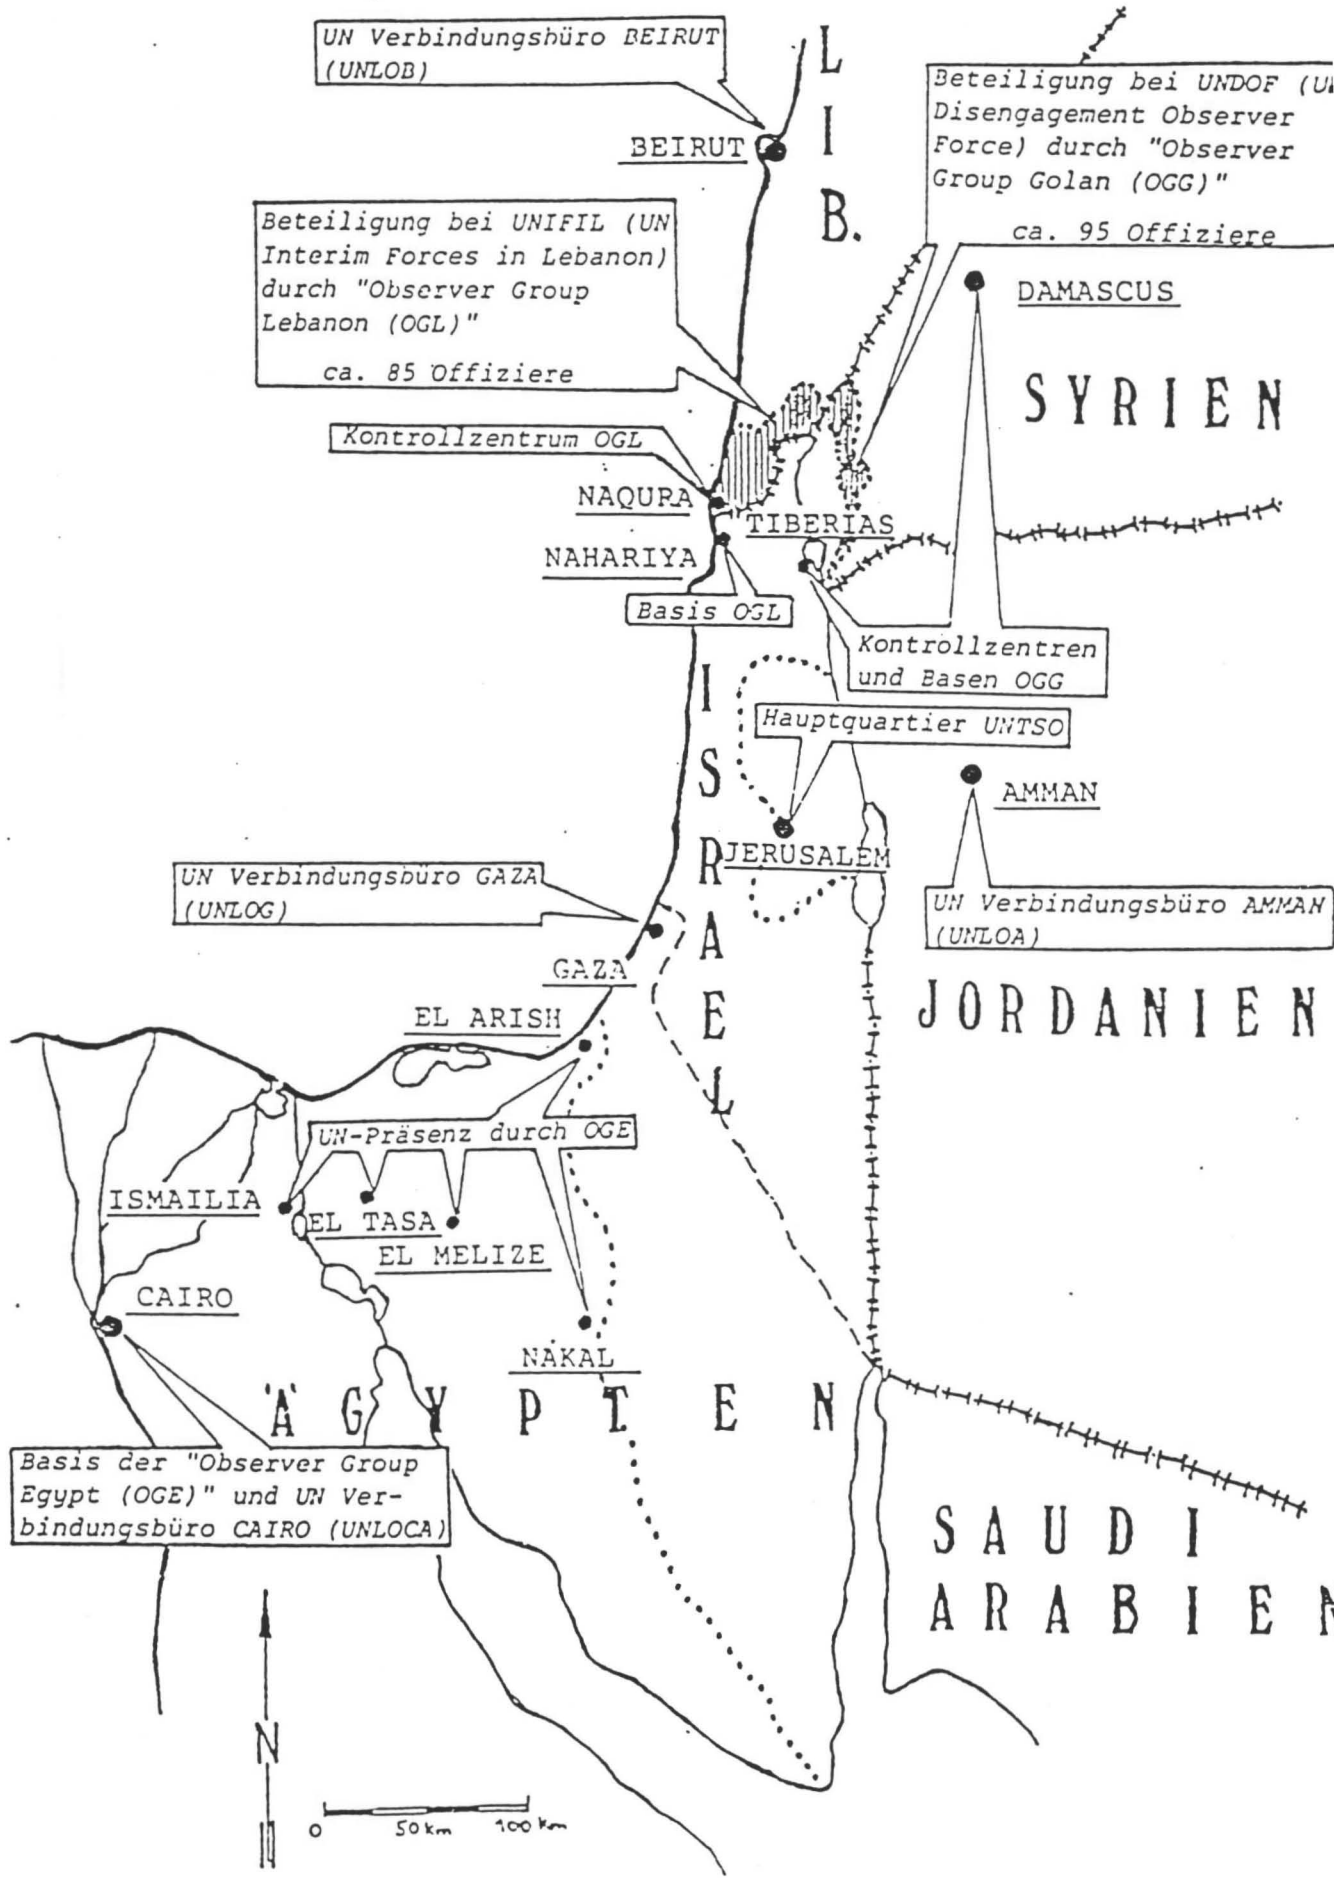 UN Verbindungsbüro BEIRUT
(UNLOB)
BEIRUT
L
I
B.
Beteiligung bei UNDOF (UN
Disengagement Observer
Force) durch "Observer
Group Golan (OGG)"
ca. 95 Offiziere
Beteiligung bei UNIFIL (UN
Interim Forces in Lebanon)
durch "Observer Group
Lebanon (OGL)"
ca. 85 Offiziere
DAMASCUS
SYRIEN
Kontrollzentrum OGL
NAQURA
TIBERIAS
NAHARIYA
Basis OGL
Kontrollzentren
und Basen OGG
Hauptquartier UNTSO
ISRAEL
AMMAN
JERUSALEM
UN Verbindungsbüro GAZA
(UNLOG)
UN Verbindungsbüro AMMAN
(UNLOA)
GAZA
JORDANIEN
EL ARISH
UN-Präsenz durch OGE
ISMAILIA
EL TASA
EL MELIZE
CAIRO
NAKAL
ÄGYPTEN
Basis der "Observer Group
Egypt (OGE)" und UN Ver-
bindungsbüro CAIRO (UNLOCA)
SAUDI
ARABIEN
N
0 50 km 100 km